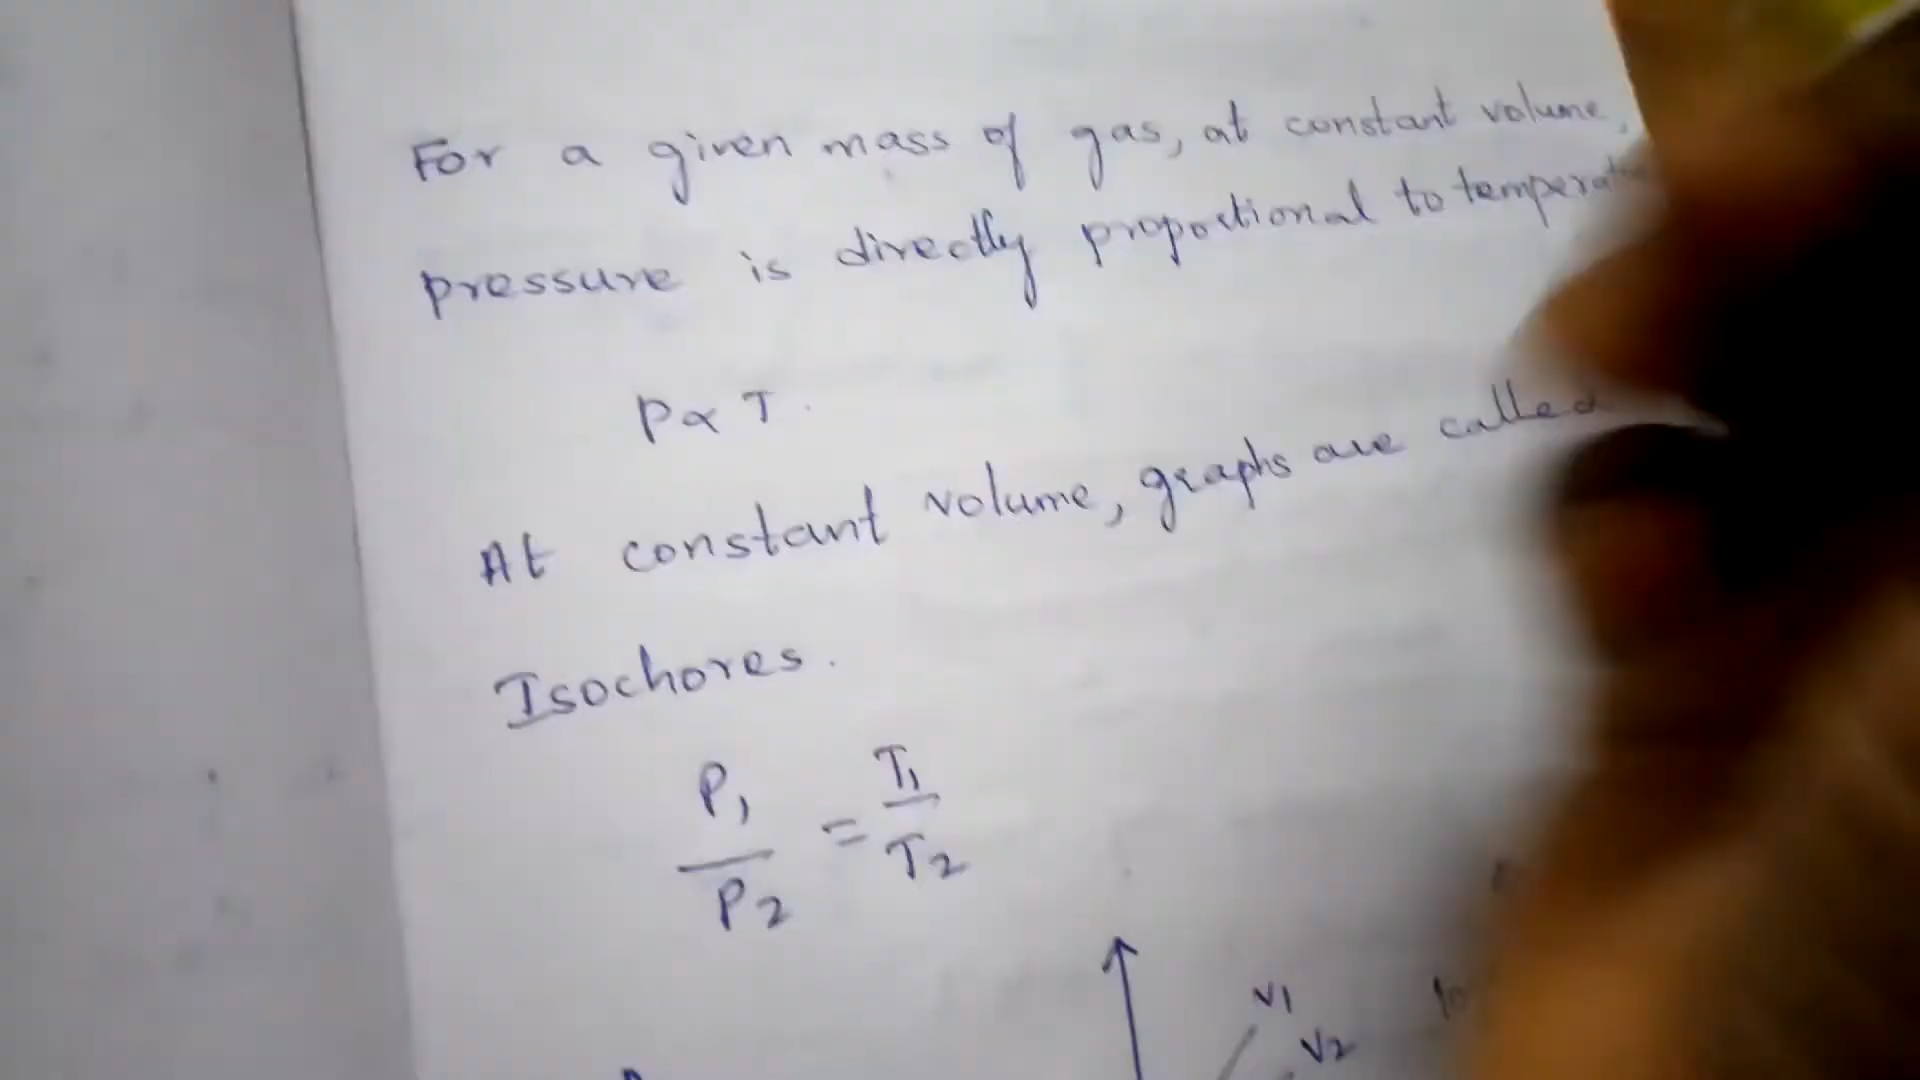 For a given mass of gas, at constant volume,
pressure is directly proportional to temperature
P ∝ T.
At constant volume, graphs are called
Isochores.
P1/P2 = T1/T2
V1
V2